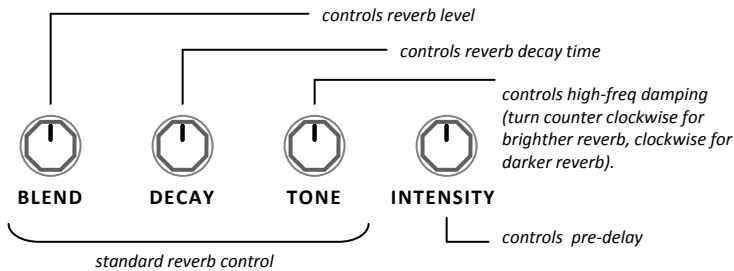 controls reverb level
controls reverb decay time
controls high-freq damping
(turn counter clockwise for
brighther reverb, clockwise for
darker reverb).
BLEND DECAY TONE INTENSITY
controls pre-delay
standard reverb control